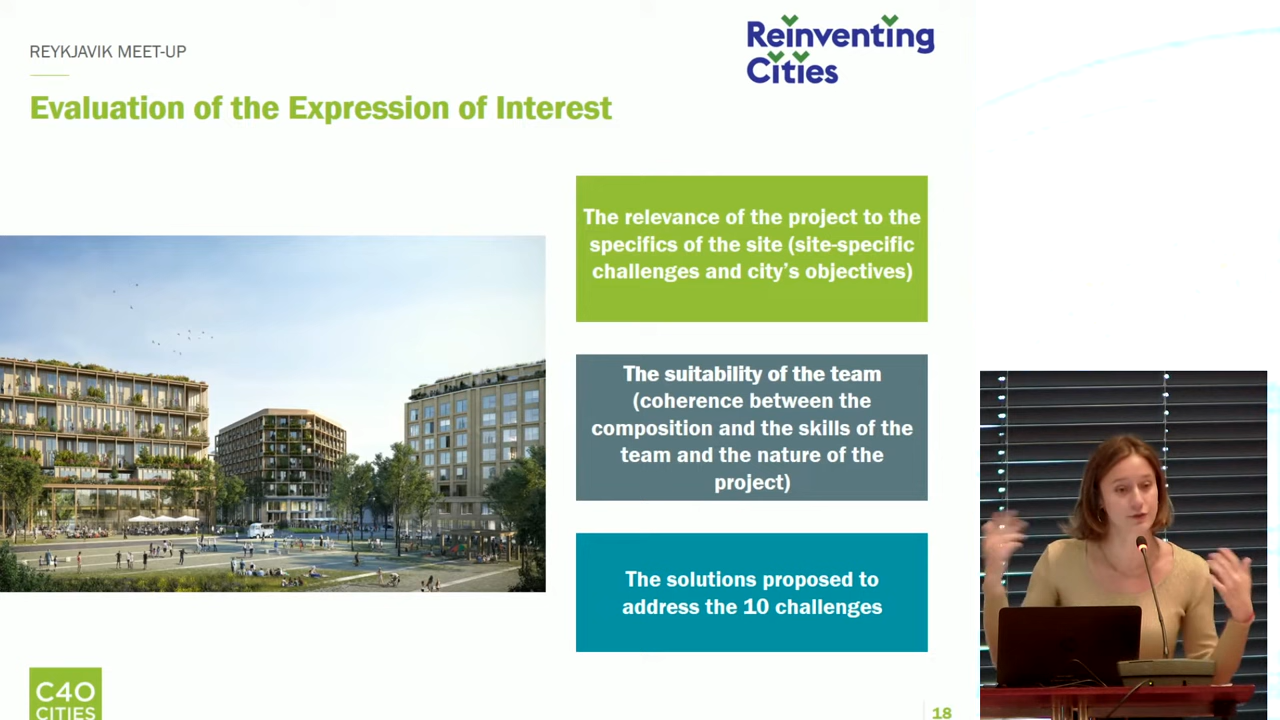 REYKJAVIK MEET-UP
Reinventing
Cities
Evaluation of the Expression of Interest
The relevance of the project to the
specifics of the site (site-specific
challenges and city's objectives)
The suitability of the team
(coherence between the
composition and the skills of the
team and the nature of the
project)
The solutions proposed to
address the 10 challenges
C40
CITIES
18